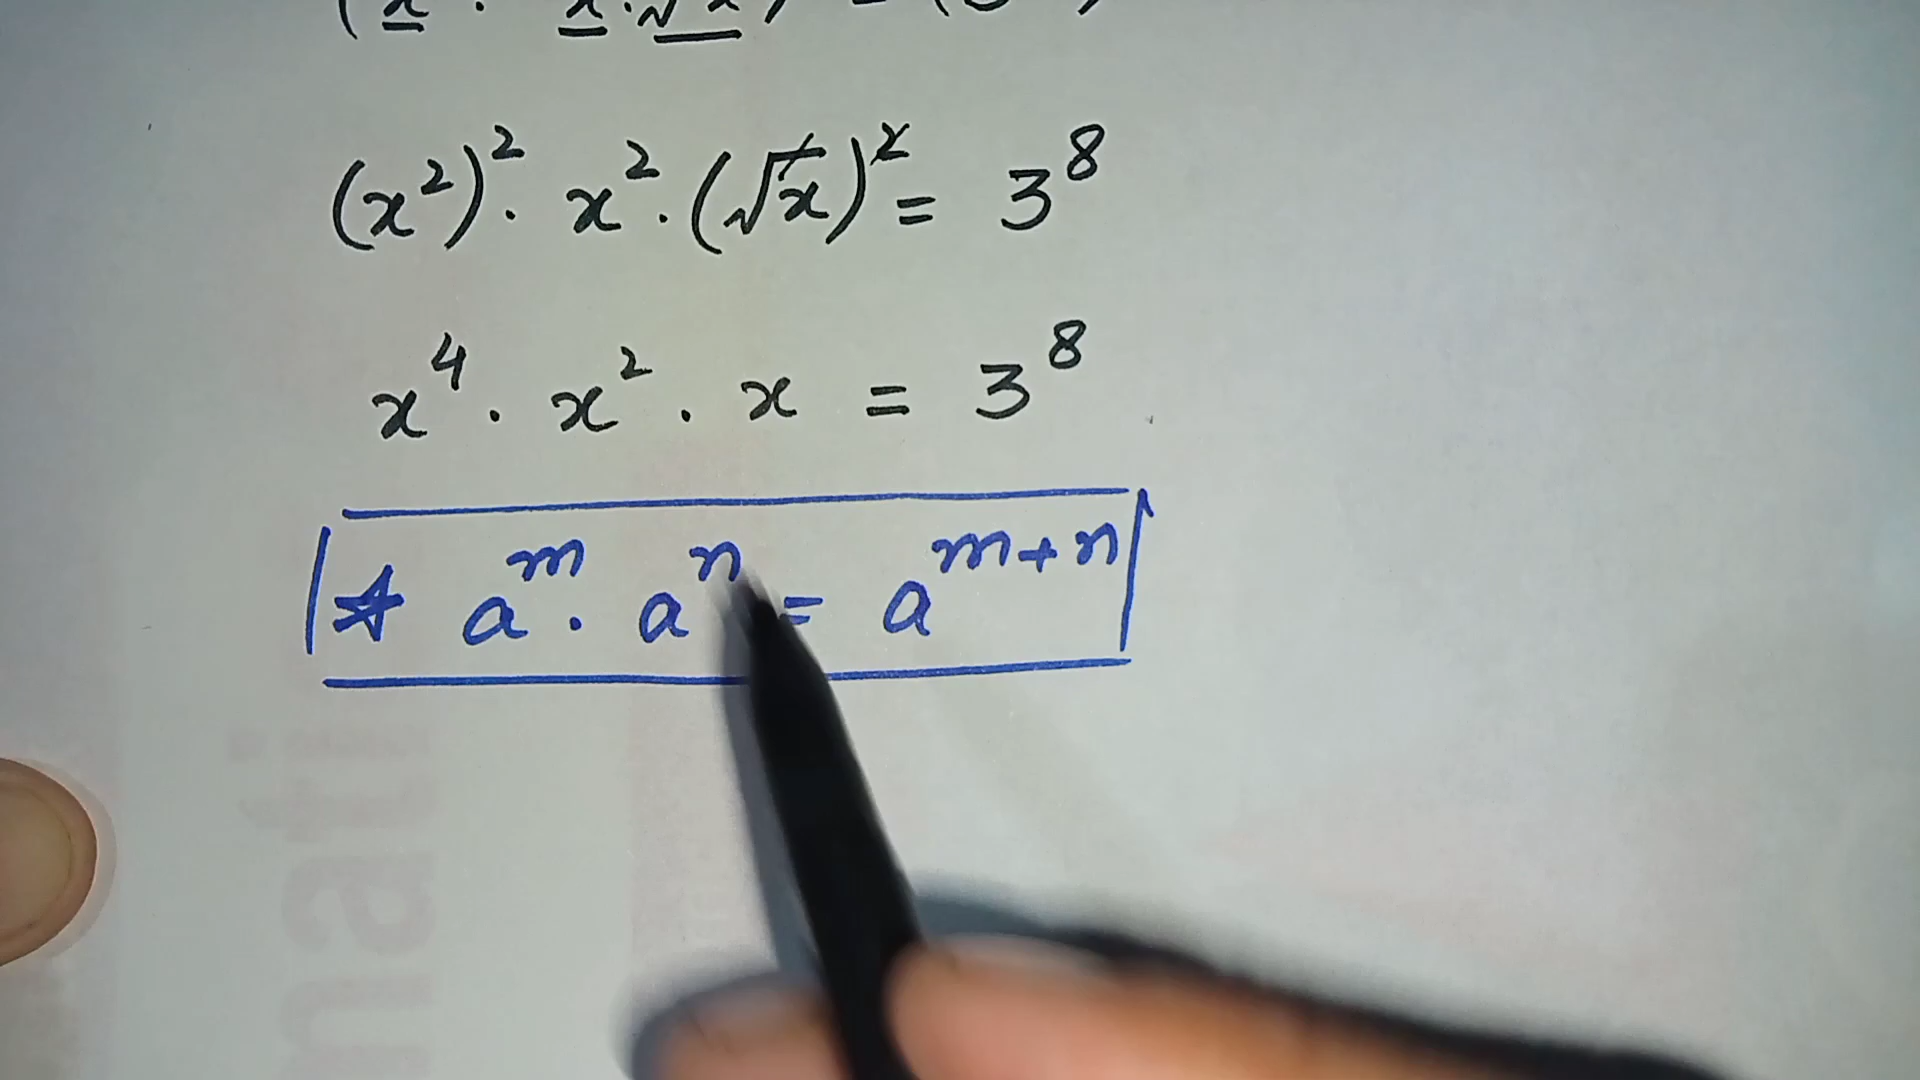 (x²)² · x² · (√x)² = 3⁸
x⁴ · x² · x = 3⁸
★ aᵐ · aⁿ = aᵐ⁺ⁿ